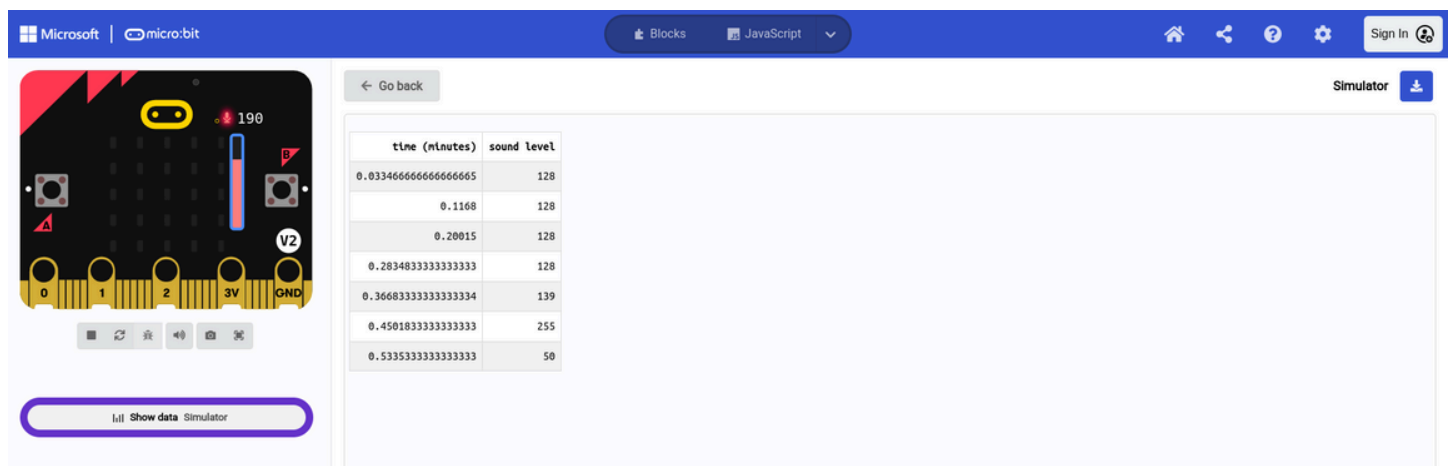 Microsoft micro:bit
Blocks JavaScript
Sign In
Go back
Simulator
190
B
A
V2
0 1 2 3V GND
time (minutes) sound level
0.033466666666666665 128
0.1168 128
0.20015 128
0.2834833333333333 128
0.36683333333333334 139
0.4501833333333333 255
0.5335333333333333 50
Show data Simulator